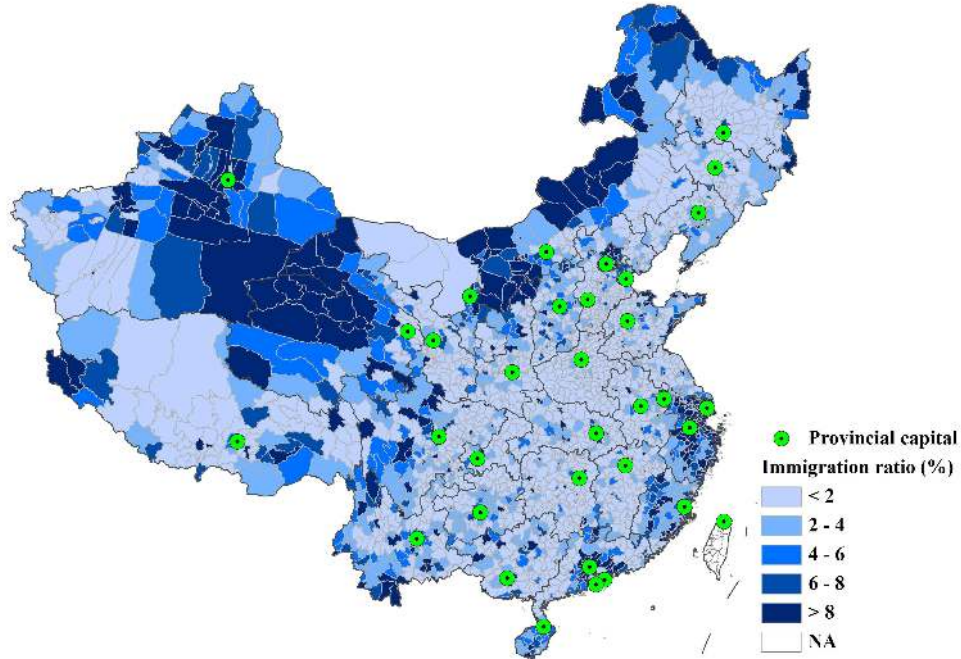 Provincial capital
Immigration ratio (%)
< 2
2 - 4
4 - 6
6 - 8
> 8
NA